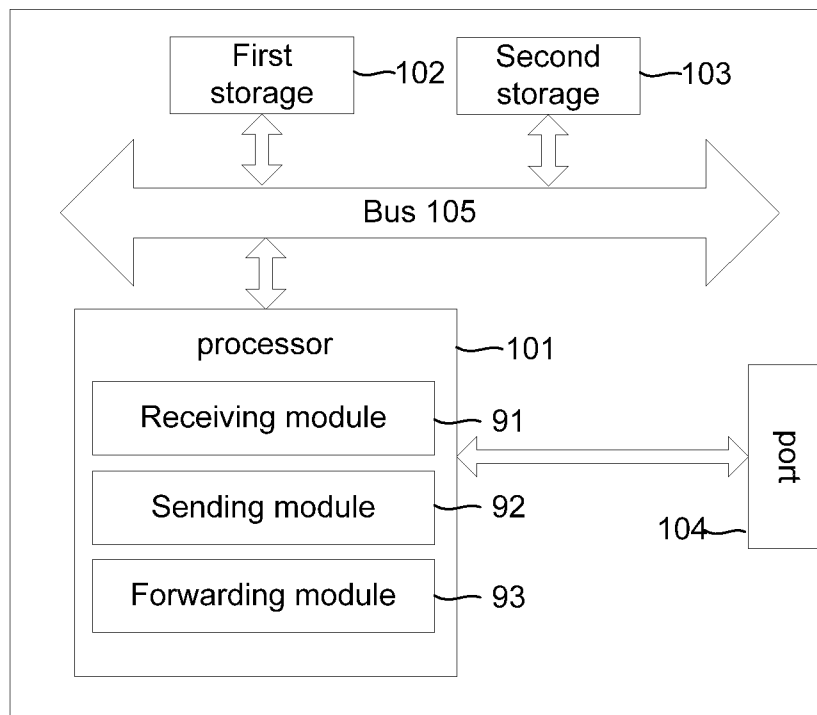 First
storage
102
Second
storage
103
Bus 105
processor
101
Receiving module
91
Sending module
92
Forwarding module
93
port
104